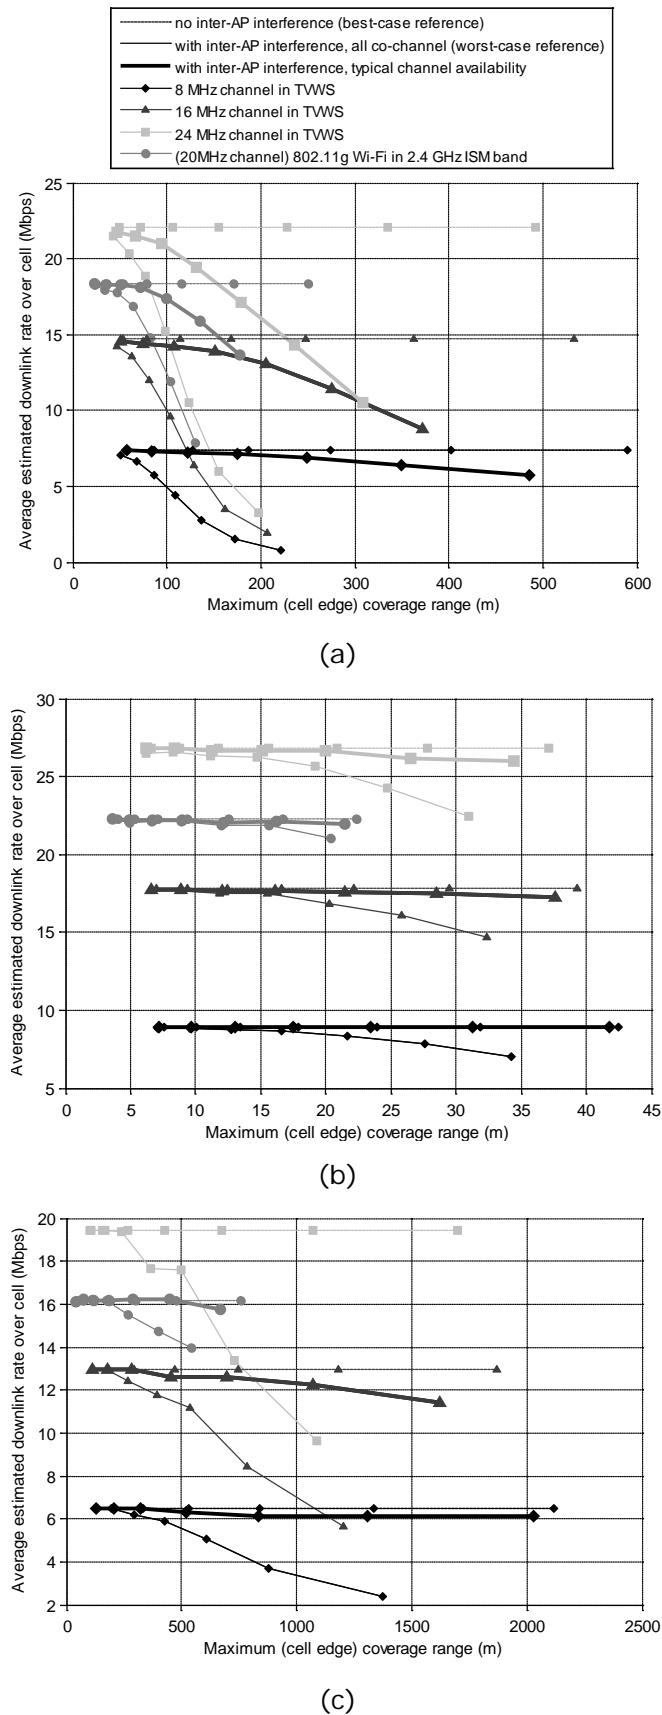 no inter-AP interference (best-case reference)
with inter-AP interference, all co-channel (worst-case reference)
with inter-AP interference, typical channel availability
8 MHz channel in TVWS
16 MHz channel in TVWS
24 MHz channel in TVWS
(20MHz channel) 802.11g Wi-Fi in 2.4 GHz ISM band
Average estimated downlink rate over cell (Mbps)
25
20
15
10
5
0
0 100 200 300 400 500 600
Maximum (cell edge) coverage range (m)
(a)
Average estimated downlink rate over cell (Mbps)
30
25
20
15
10
5
0 5 10 15 20 25 30 35 40 45
Maximum (cell edge) coverage range (m)
(b)
Average estimated downlink rate over cell (Mbps)
20
18
16
14
12
10
8
6
4
2
0 500 1000 1500 2000 2500
Maximum (cell edge) coverage range (m)
(c)